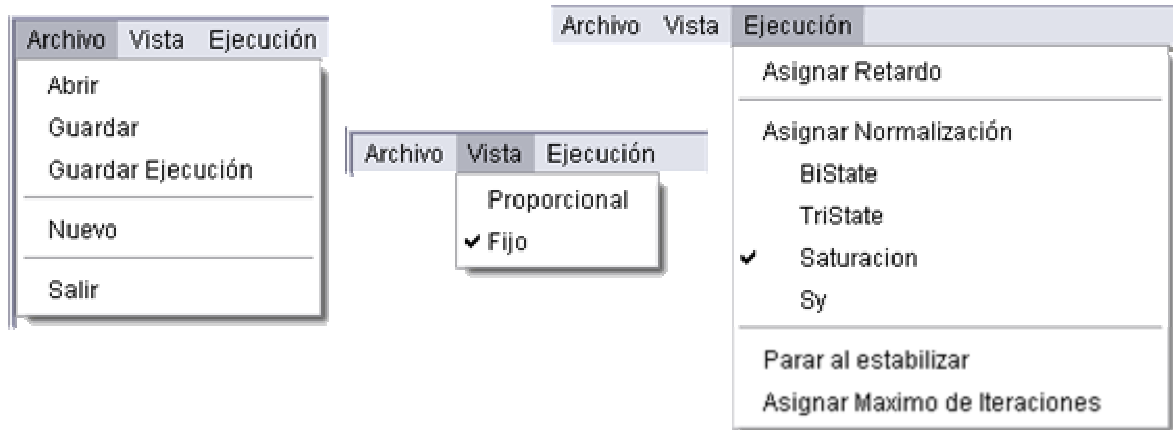 Archivo Vista Ejecución
Abrir
Guardar
Guardar Ejecución
Nuevo
Salir
Archivo Vista Ejecución
Proporcional
Fijo
Archivo Vista Ejecución
Asignar Retardo
Asignar Normalización
BiState
TriState
Saturacion
Sy
Parar al estabilizar
Asignar Maximo de Iteraciones